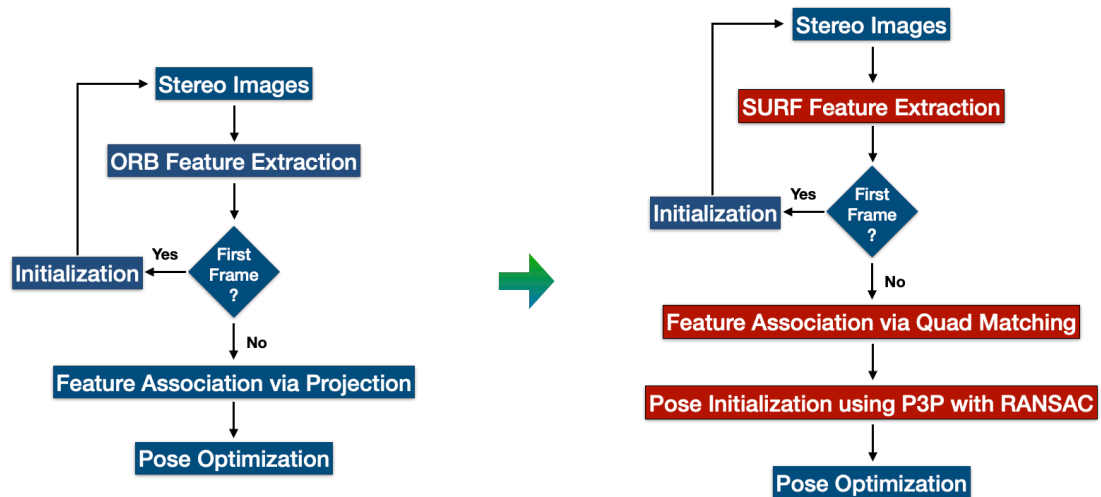 Stereo Images
ORB Feature Extraction
First
Frame
?
Yes
Initialization
No
Feature Association via Projection
Pose Optimization
Stereo Images
SURF Feature Extraction
First
Frame
?
Yes
Initialization
No
Feature Association via Quad Matching
Pose Initialization using P3P with RANSAC
Pose Optimization